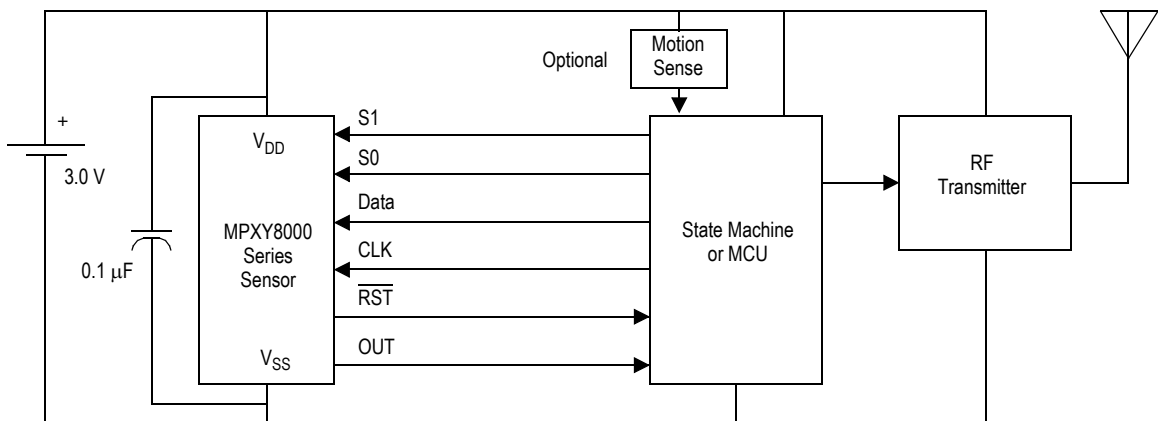 Optional
Motion
Sense
+
3.0 V
0.1 μF
V_DD
MPXY8000
Series
Sensor
V_SS
S1
S0
Data
CLK
R̅S̅T̅
OUT
State Machine
or MCU
RF
Transmitter